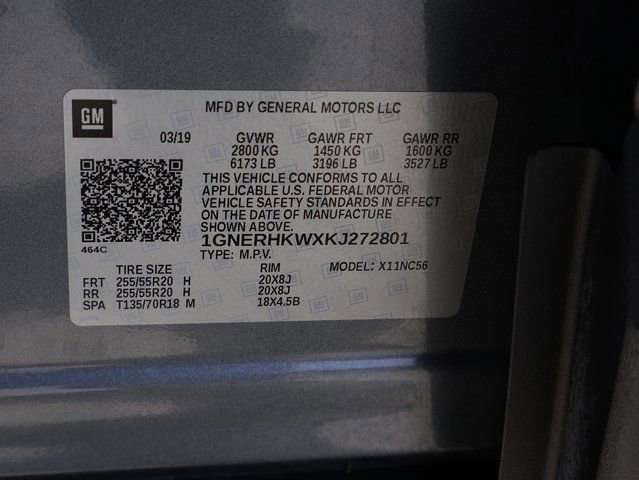 GM
MFD BY GENERAL MOTORS LLC
03/19 GVWR GAWR FRT GAWR RR
2800 KG 1450 KG 1600 KG
6173 LB 3196 LB 3527 LB
THIS VEHICLE CONFORMS TO ALL
APPLICABLE U.S. FEDERAL MOTOR
VEHICLE SAFETY STANDARDS IN EFFECT
ON THE DATE OF MANUFACTURE
SHOWN ABOVE.
1GNERHKWXKJ272801
464C
TYPE: M.P.V.
TIRE SIZE RIM MODEL: X11NC56
FRT 255/55R20 H 20X8J
RR 255/55R20 H 20X8J
SPA T135/70R18 M 18X4.5B